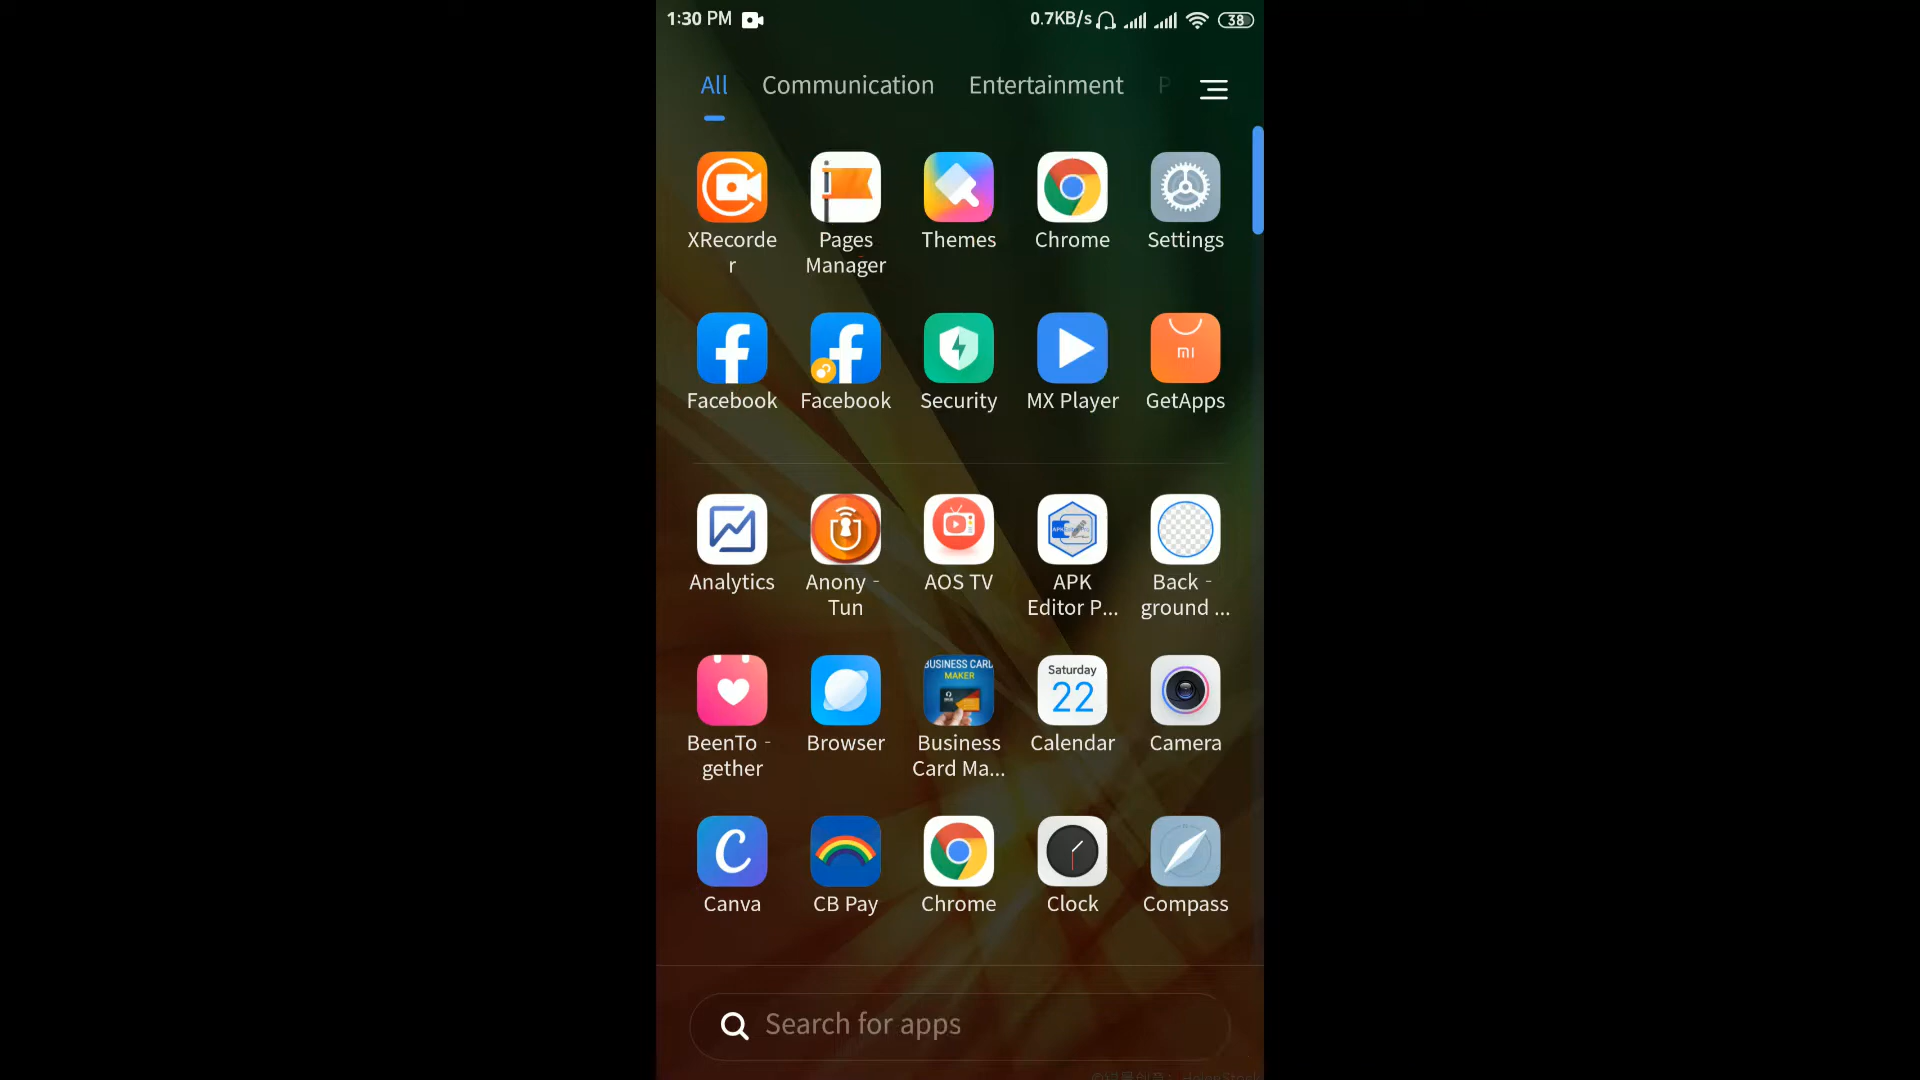 1:30 PM 0.7KB/s 38
All Communication Entertainment P
XRecorde
r
Pages
Manager
Themes
Chrome
Settings
mi
Facebook
Facebook
Security
MX Player
GetApps
Analytics
Anony -
Tun
AOS TV
APK
Editor P...
Back -
ground ...
BUSINESS CARD
MAKER
Saturday
22
BeenTo -
gether
Browser
Business
Card Ma...
Calendar
Camera
C
Canva
CB Pay
Chrome
Clock
Compass
Search for apps